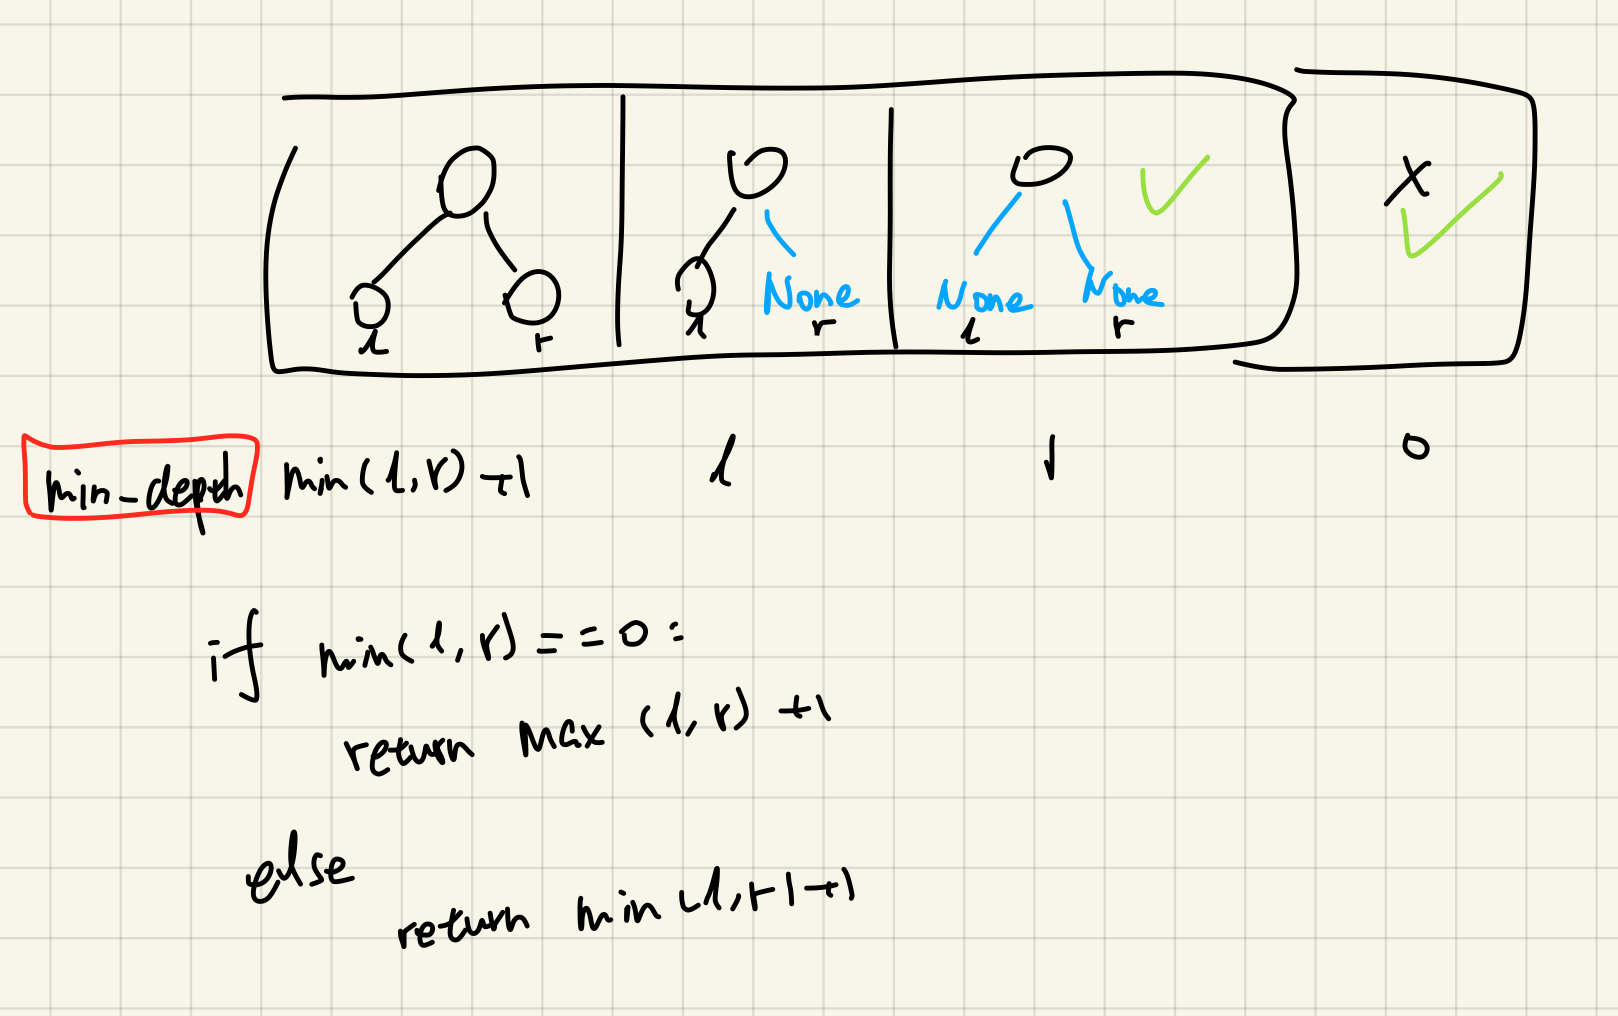 None None None
l r l r l r
min_depth min(l,r)+1 l 1 0
if min(l,r)==0:
return max(l,r)+1
else
return min(l,r)+1